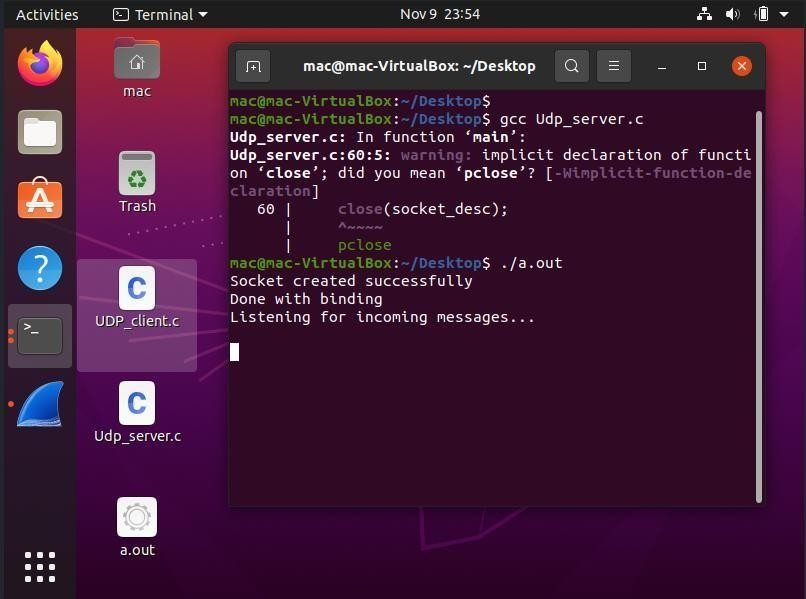 Activities
Terminal
Nov 9 23:54
mac@mac-VirtualBox: ~/Desktop
mac
Trash
UDP_client.c
Udp_server.c
a.out
mac@mac-VirtualBox:~/Desktop$
mac@mac-VirtualBox:~/Desktop$ gcc Udp_server.c
Udp_server.c: In function ‘main’:
Udp_server.c:60:5: warning: implicit declaration of functi
on ‘close’; did you mean ‘pclose’? [-Wimplicit-function-de
claration]
60 | close(socket_desc);
| ^~~~~
| pclose
mac@mac-VirtualBox:~/Desktop$ ./a.out
Socket created successfully
Done with binding
Listening for incoming messages...